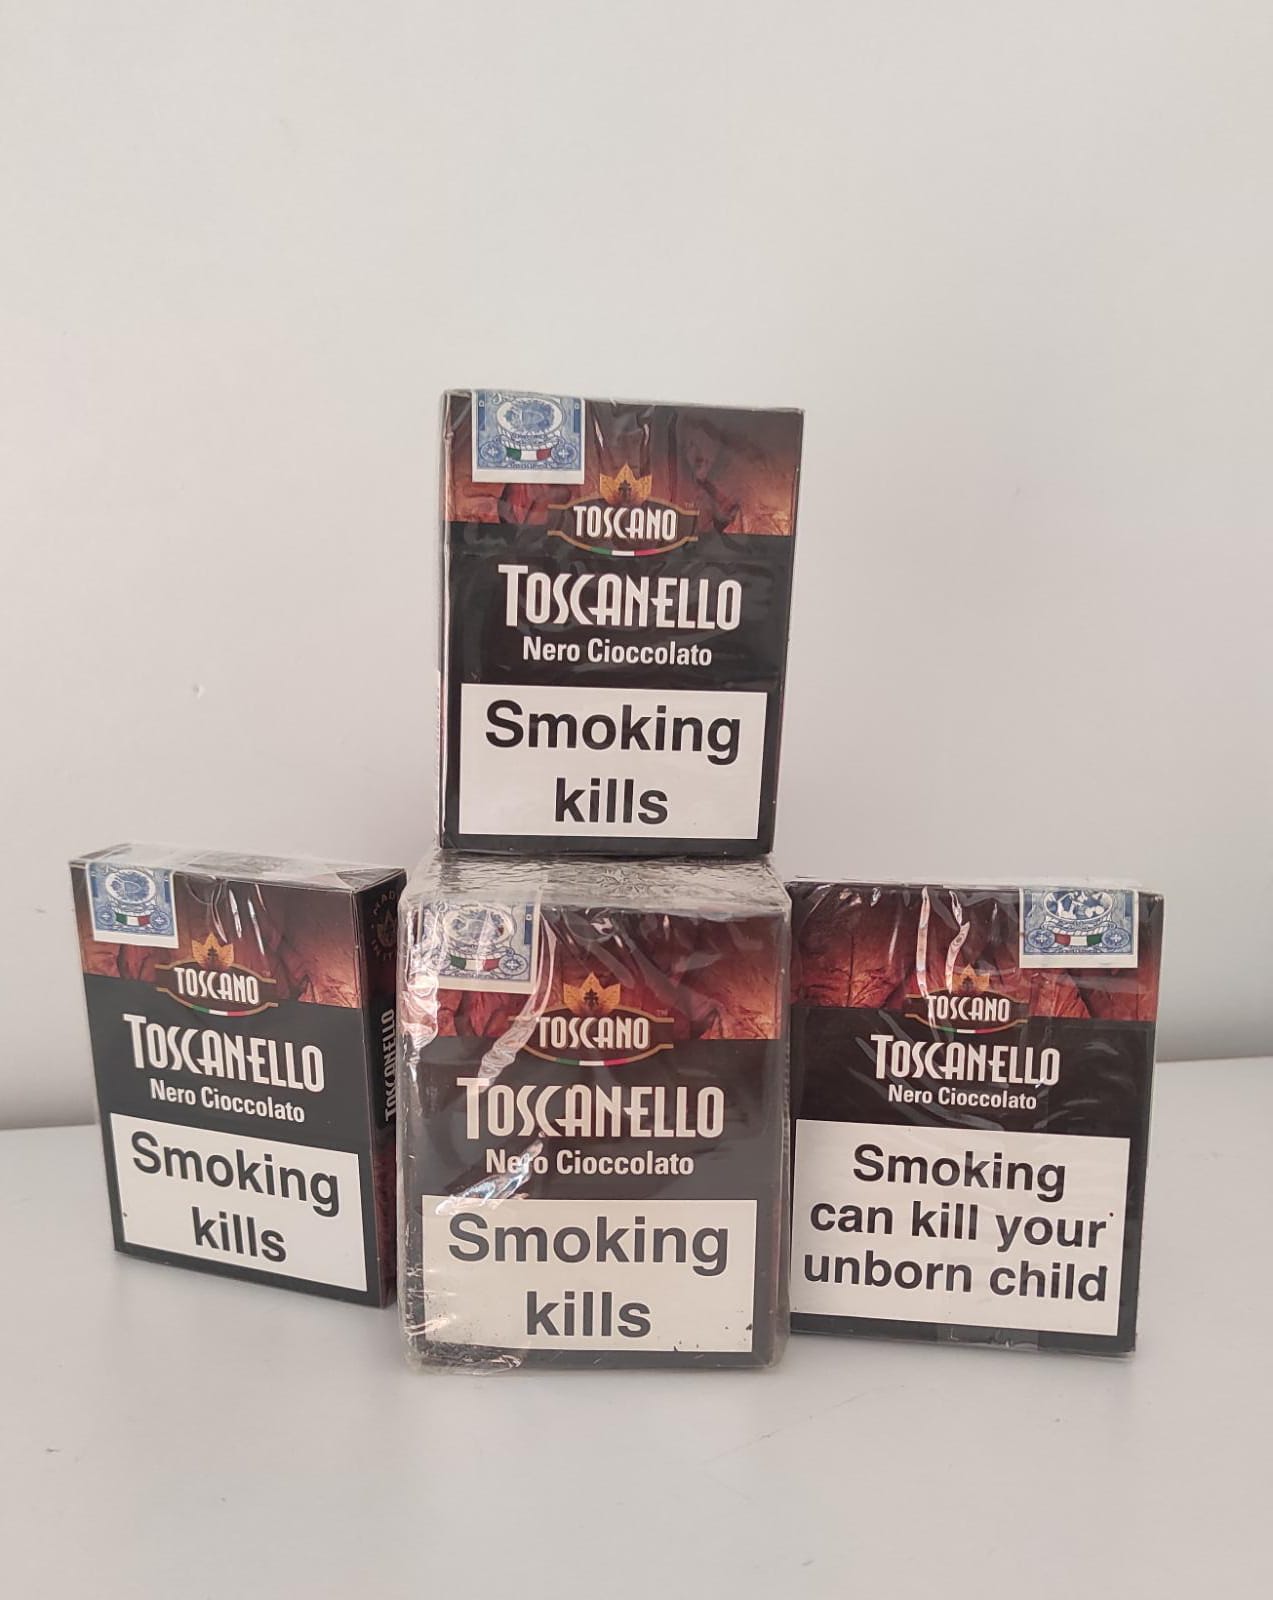 TOSCANO
TOSCANELLO
Nero Cioccolato
Smoking
kills
TOSCANO
TOSCANELLO
Nero Cioccolato
Smoking
kills
TOSCANELLO
TOSCANO
TOSCANELLO
Nero Cioccolato
Smoking
kills
TOSCANO
TOSCANELLO
Nero Cioccolato
Smoking
can kill your
unborn child